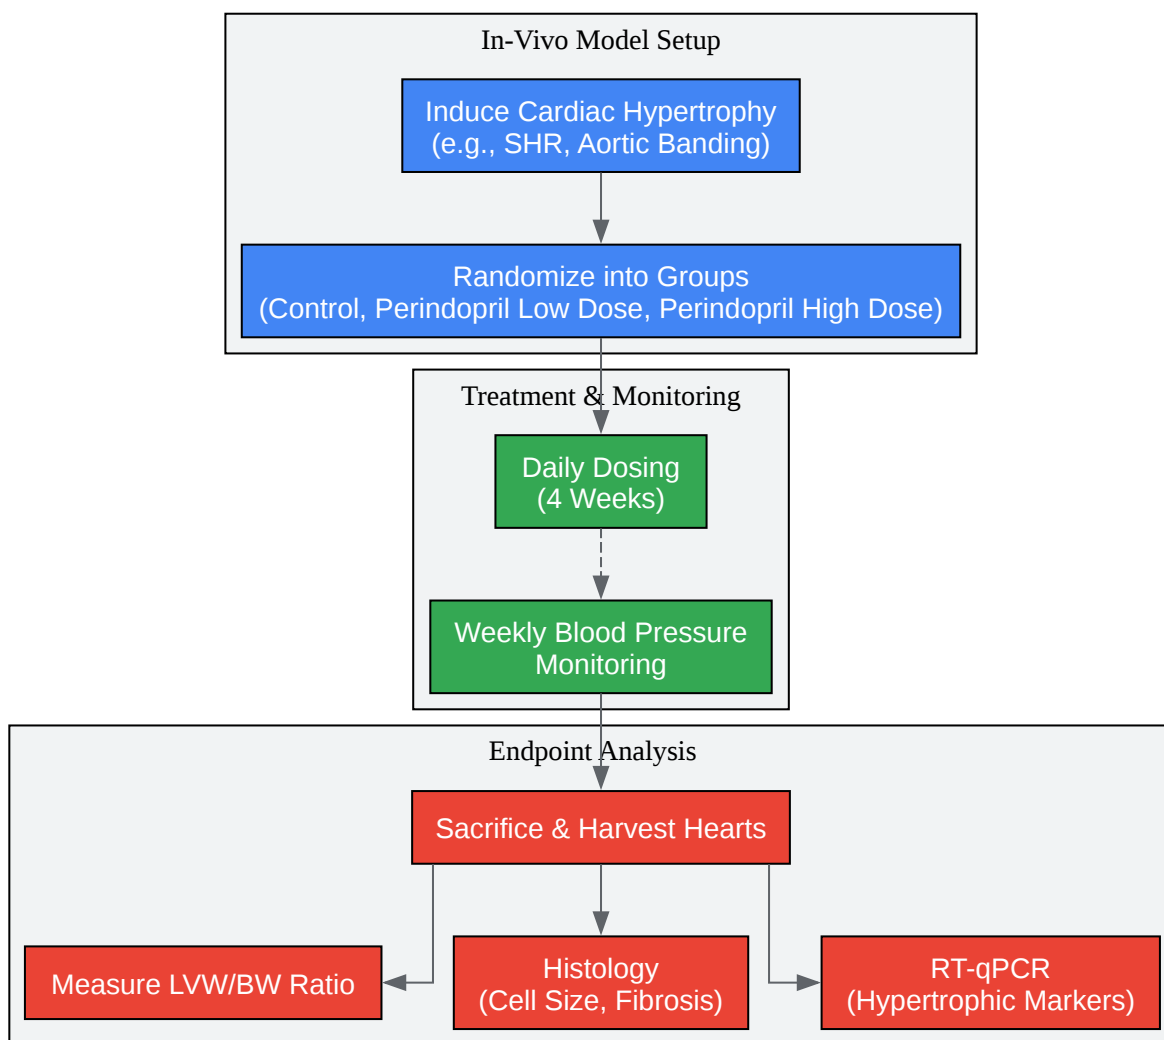 In-Vivo Model Setup
Induce Cardiac Hypertrophy
(e.g., SHR, Aortic Banding)
Randomize into Groups
(Control, Perindopril Low Dose, Perindopril High Dose)
Treatment & Monitoring
Daily Dosing
(4 Weeks)
Weekly Blood Pressure
Monitoring
Endpoint Analysis
Sacrifice & Harvest Hearts
Measure LVW/BW Ratio
Histology
(Cell Size, Fibrosis)
RT-qPCR
(Hypertrophic Markers)